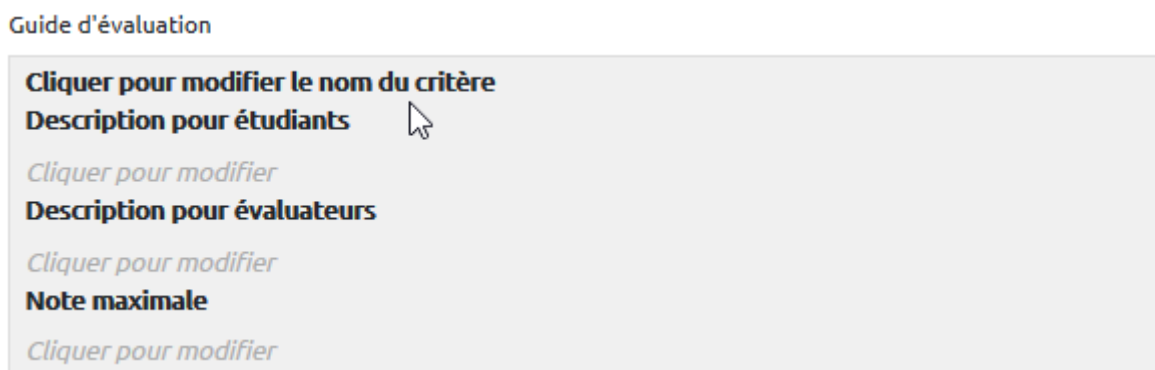 Guide d'évaluation
Cliquer pour modifier le nom du critère
Description pour étudiants
Cliquer pour modifier
Description pour évaluateurs
Cliquer pour modifier
Note maximale
Cliquer pour modifier